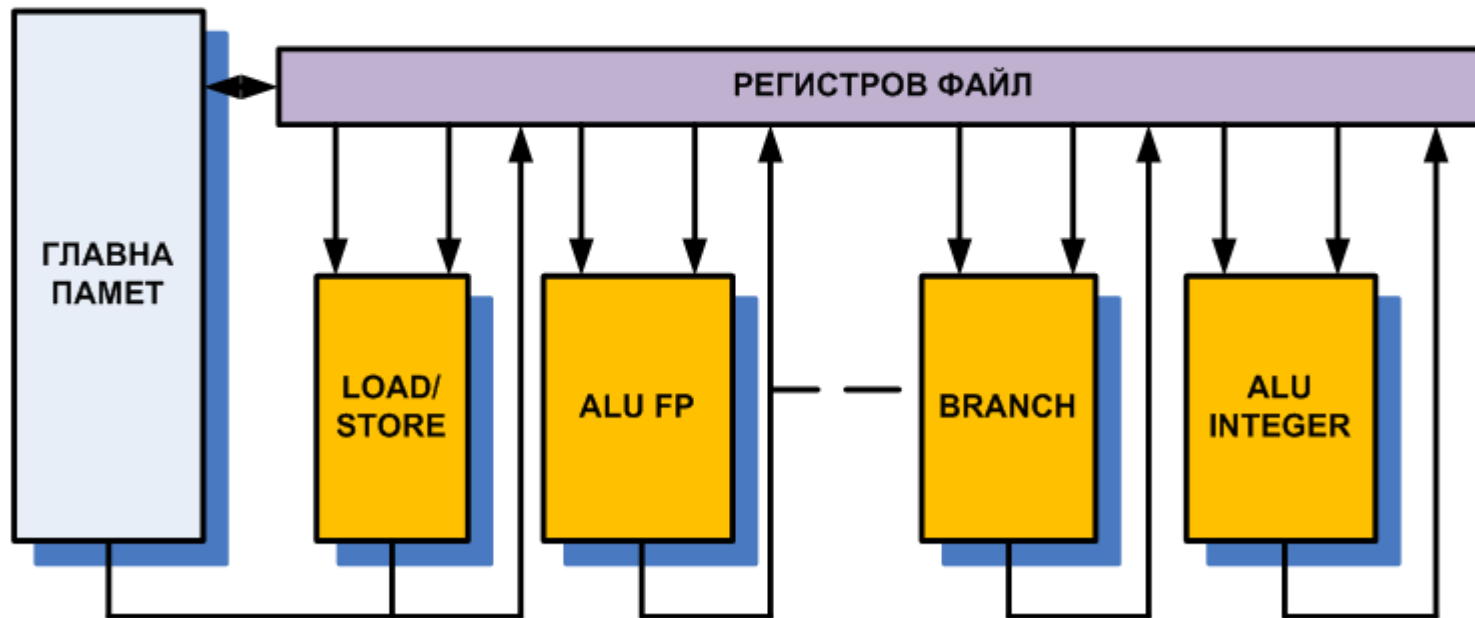 РЕГИСТРОВ ФАЙЛ
ГЛАВНА
ПАМЕТ
LOAD/
STORE
ALU FP
BRANCH
ALU
INTEGER